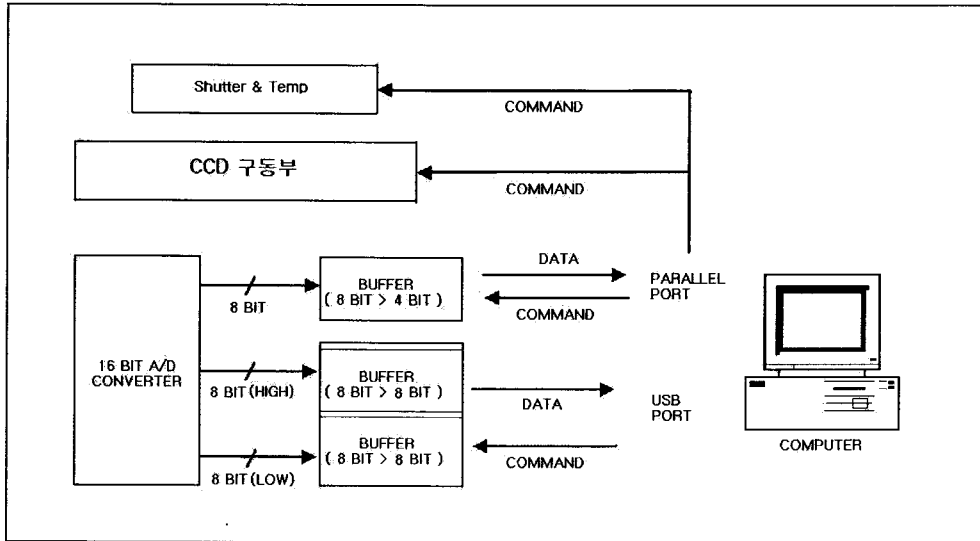 Shutter & Temp
COMMAND
CCD 구동부
COMMAND
DATA
BUFFER
( 8 BIT > 4 BIT )
8 BIT
PARALLEL
PORT
COMMAND
16 BIT A/D
CONVERTER
BUFFER
( 8 BIT > 8 BIT )
8 BIT(HIGH)
DATA
USB
PORT
BUFFER
( 8 BIT > 8 BIT )
COMMAND
8 BIT(LOW)
COMPUTER